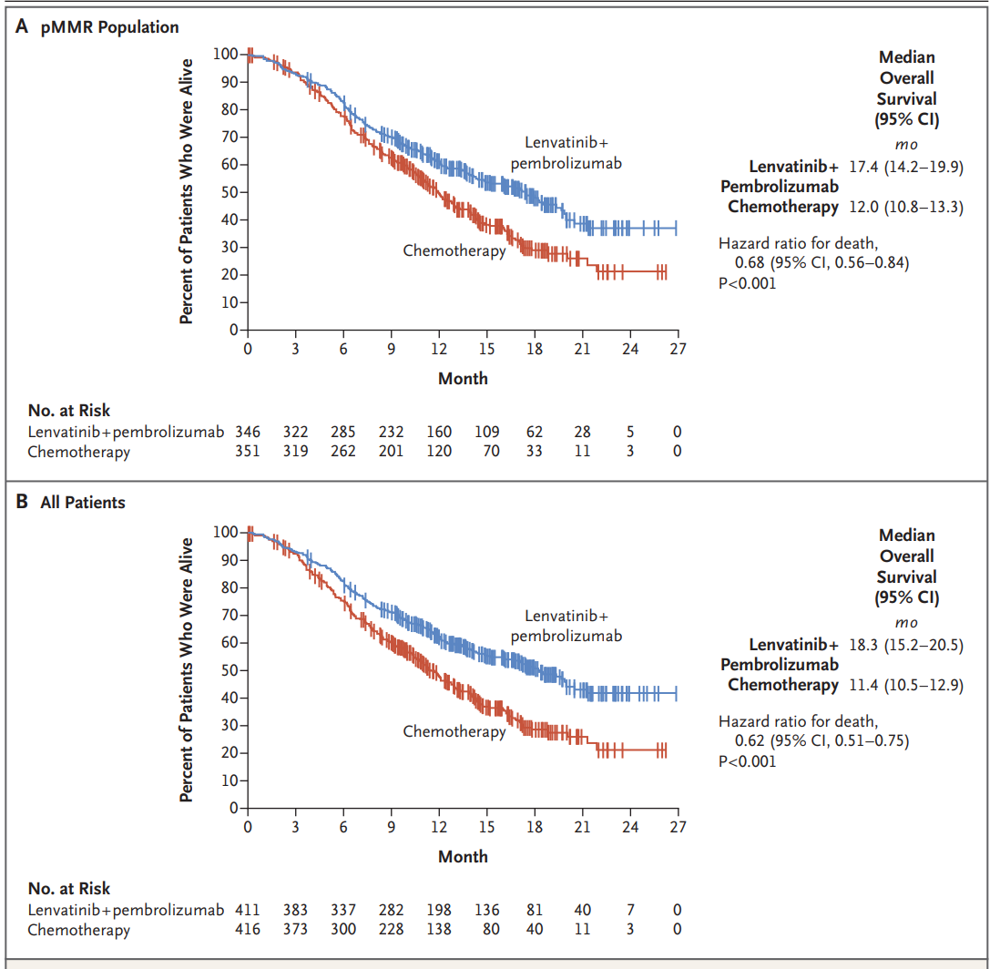 A pMMR Population
Percent of Patients Who Were Alive
100
90
80
70
60
50
40
30
20
10
0
0 3 6 9 12 15 18 21 24 27
Month
Lenvatinib+
pembrolizumab
Chemotherapy
Median
Overall
Survival
(95% CI)
mo
Lenvatinib+ 17.4 (14.2–19.9)
Pembrolizumab
Chemotherapy 12.0 (10.8–13.3)
Hazard ratio for death,
0.68 (95% CI, 0.56–0.84)
P<0.001
No. at Risk
Lenvatinib+pembrolizumab 346 322 285 232 160 109 62 28 5 0
Chemotherapy 351 319 262 201 120 70 33 11 3 0
B All Patients
Percent of Patients Who Were Alive
100
90
80
70
60
50
40
30
20
10
0
0 3 6 9 12 15 18 21 24 27
Month
Lenvatinib+
pembrolizumab
Chemotherapy
Median
Overall
Survival
(95% CI)
mo
Lenvatinib+ 18.3 (15.2–20.5)
Pembrolizumab
Chemotherapy 11.4 (10.5–12.9)
Hazard ratio for death,
0.62 (95% CI, 0.51–0.75)
P<0.001
No. at Risk
Lenvatinib+pembrolizumab 411 383 337 282 198 136 81 40 7 0
Chemotherapy 416 373 300 228 138 80 40 11 3 0